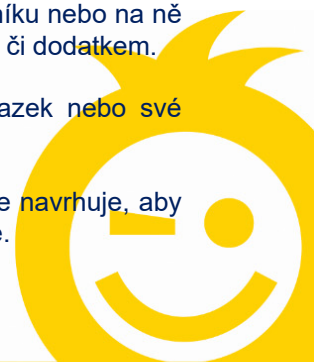 níku nebo na ně
či dodatkem.
azek nebo své
e navrhuje, aby